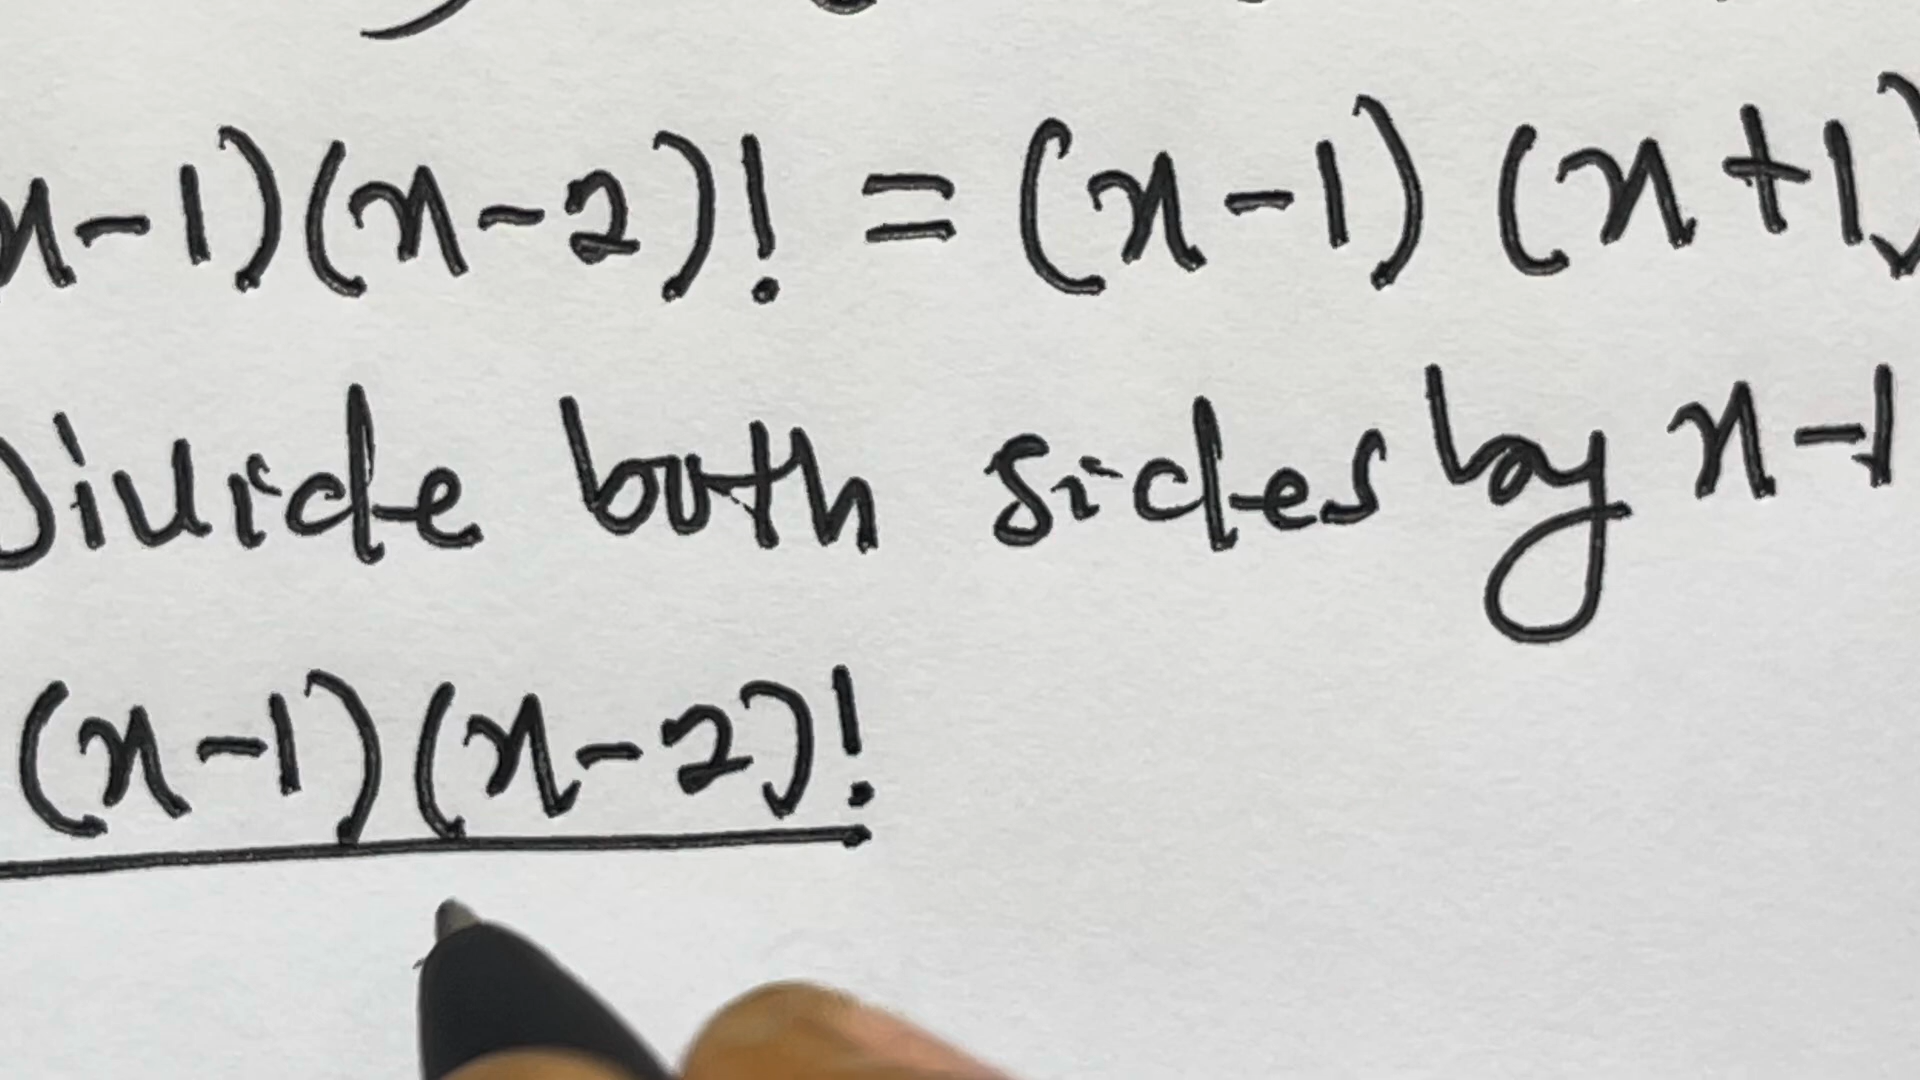 x-1)(x-2)! = (x-1) (x+1)
Divide both sides by x-1
(x-1)(x-2)!